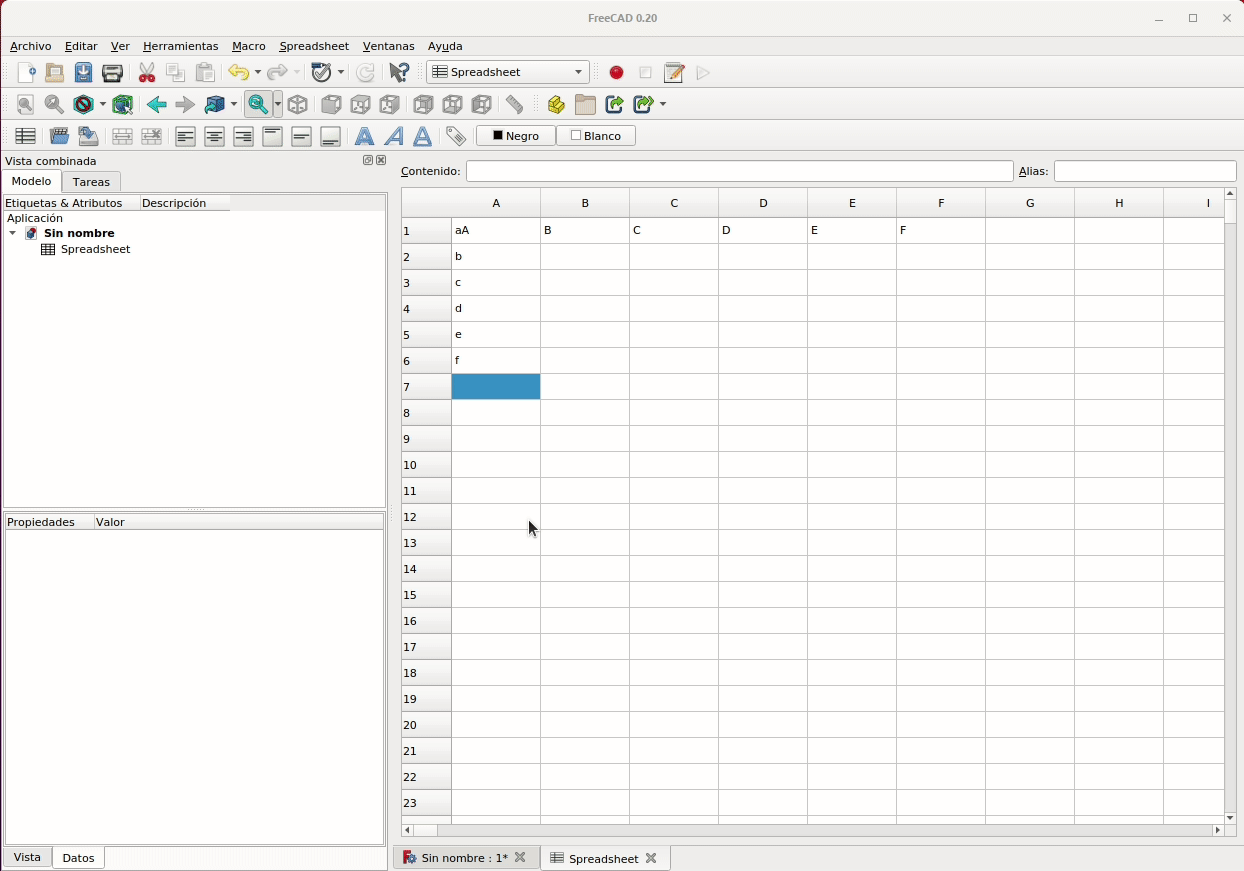 FreeCAD 0.20
Archivo Editar Ver Herramientas Macro Spreadsheet Ventanas Ayuda
Spreadsheet
Negro Blanco
Vista combinada
Modelo Tareas
Etiquetas & Atributos Descripción
Aplicación
Sin nombre
Spreadsheet
Propiedades Valor
Vista Datos
Contenido: Alias:
A B C D E F G H I
1 aA B C D E F
2 b
3 c
4 d
5 e
6 f
7
8
9
10
11
12
13
14
15
16
17
18
19
20
21
22
23
Sin nombre : 1* Spreadsheet